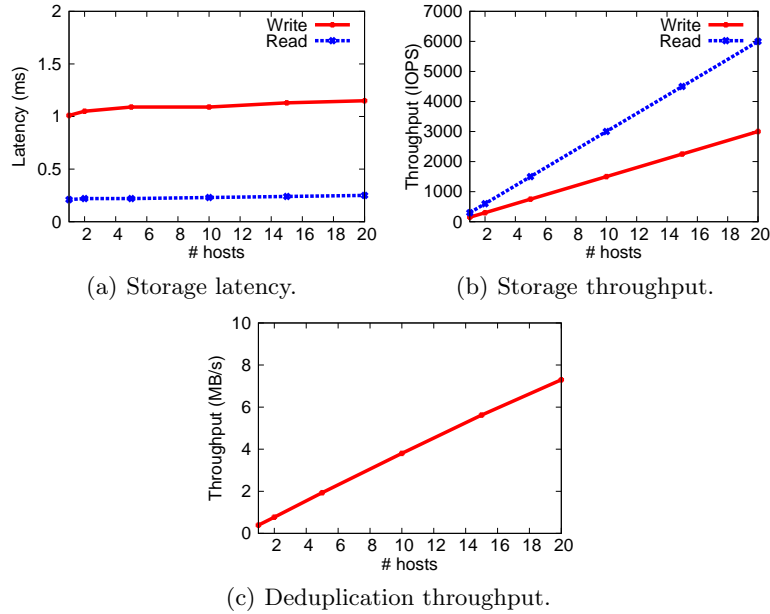 2
1.5
1
0.5
0
Latency (ms)
Write
Read
2 4 6 8 10 12 14 16 18 20
# hosts
(a) Storage latency.
7000
6000
5000
4000
3000
2000
1000
0
Throughput (IOPS)
Write
Read
2 4 6 8 10 12 14 16 18 20
# hosts
(b) Storage throughput.
10
8
6
4
2
0
Throughput (MB/s)
2 4 6 8 10 12 14 16 18 20
# hosts
(c) Deduplication throughput.